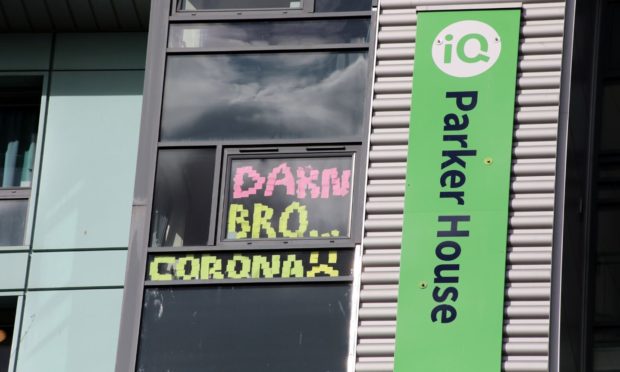 DARN
BRO...
CORONA
iQ
Parker House